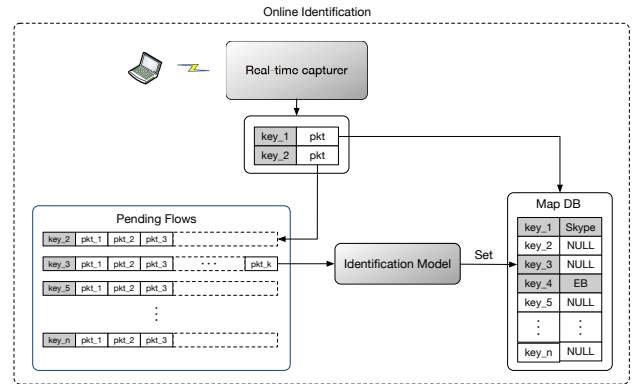 Online Identification
Real-time capturer
key_1 pkt
key_2 pkt
Pending Flows
key_2 pkt_1 pkt_2 pkt_3
key_3 pkt_1 pkt_2 pkt_3 ... pkt_k
key_5 pkt_1 pkt_2 pkt_3
⋮
key_n pkt_1 pkt_2 pkt_3
Identification Model
Set
Map DB
key_1 Skype
key_2 NULL
key_3 NULL
key_4 EB
key_5 NULL
⋮ ⋮
key_n NULL